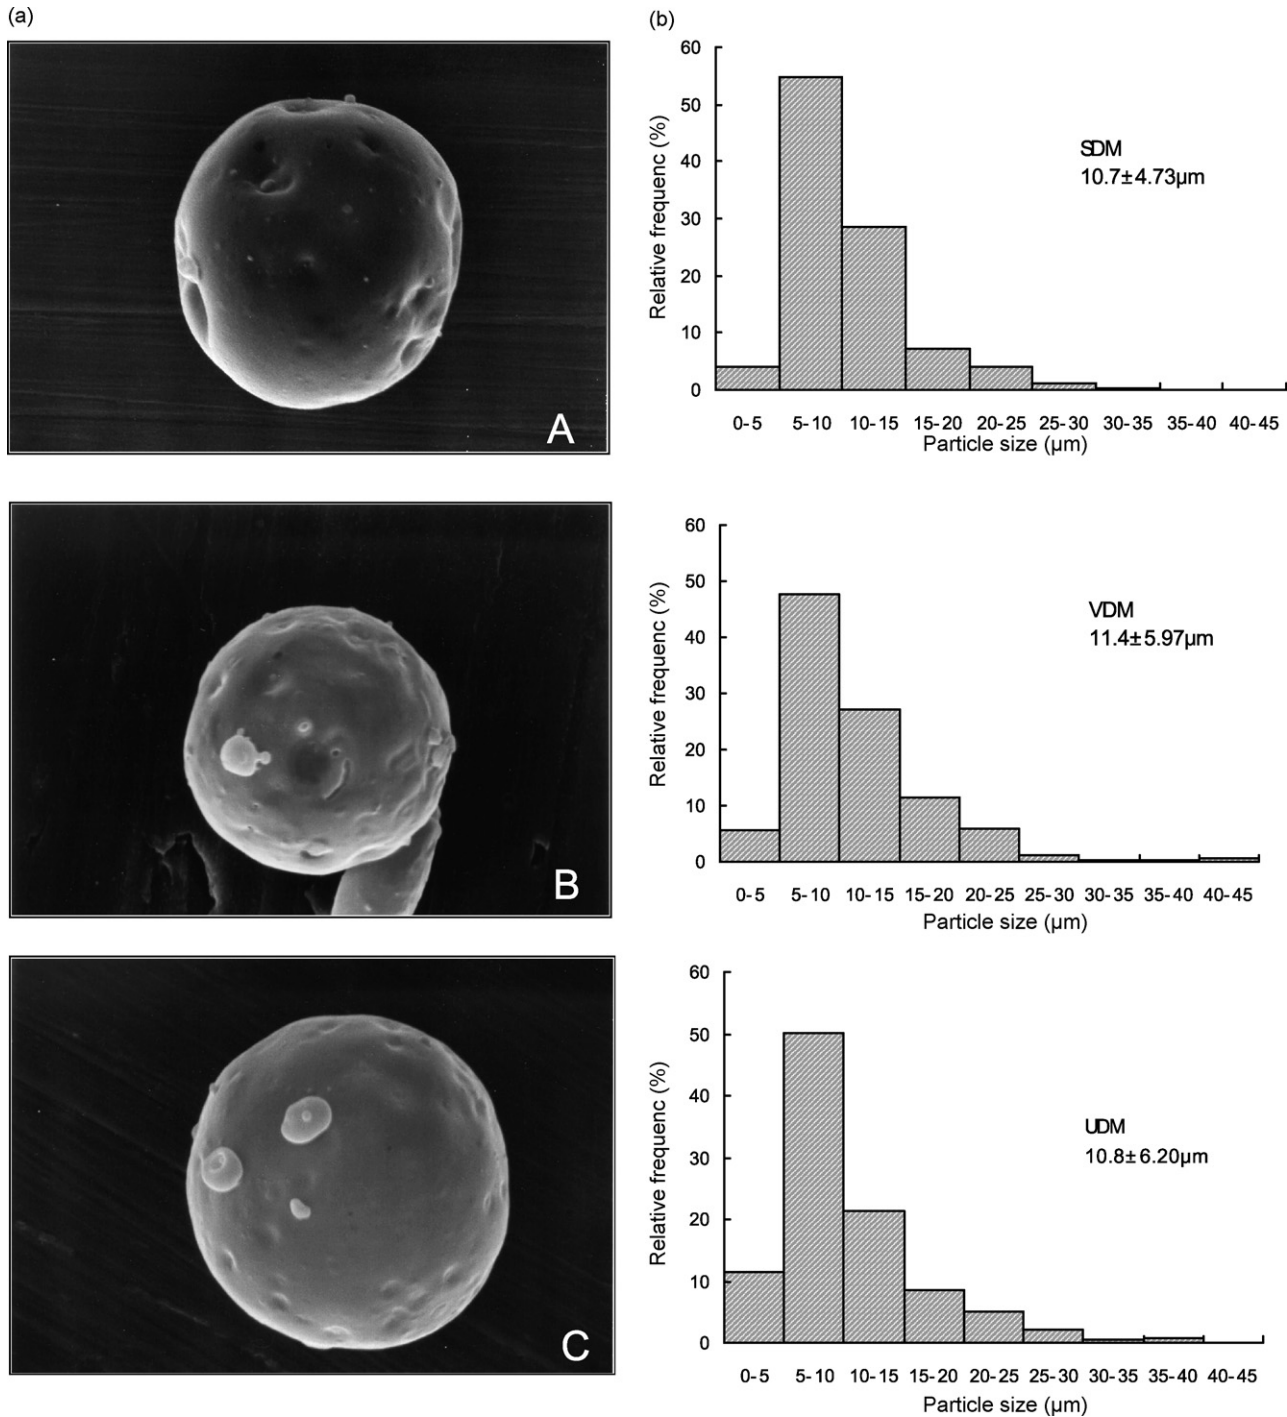 (a)
A
B
C
(b)
60
50
40
30
20
10
0
Relative frequenc (%)
SDM
10.7±4.73µm
0-5 5-10 10-15 15-20 20-25 25-30 30-35 35-40 40-45
Particle size (µm)
60
50
40
30
20
10
0
Relative frequenc (%)
VDM
11.4±5.97µm
0-5 5-10 10-15 15-20 20-25 25-30 30-35 35-40 40-45
Particle size (µm)
60
50
40
30
20
10
0
Relative frequenc (%)
UDM
10.8±6.20µm
0-5 5-10 10-15 15-20 20-25 25-30 30-35 35-40 40-45
Particle size (µm)